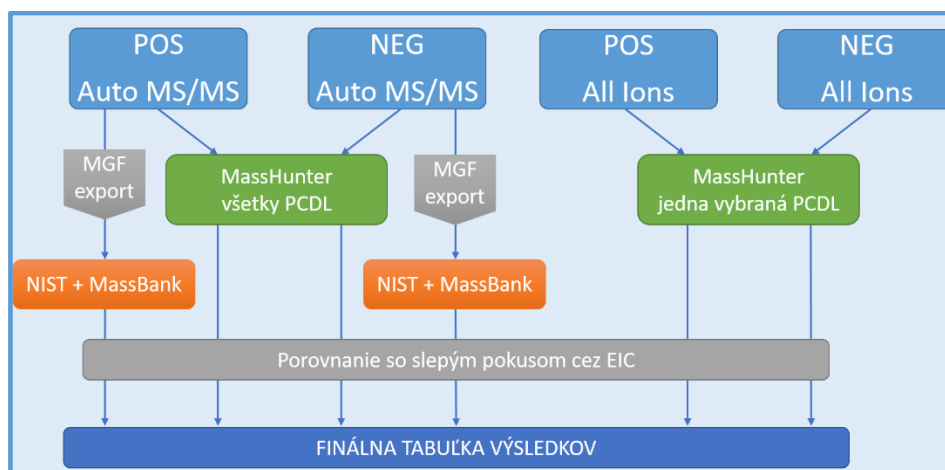 POS
Auto MS/MS
NEG
Auto MS/MS
POS
All Ions
NEG
All Ions
MGF
export
MassHunter
všetky PCDL
MGF
export
MassHunter
jedna vybraná PCDL
NIST + MassBank
NIST + MassBank
Porovnanie so slepým pokusom cez EIC
FINÁLNA TABUĽKA VÝSLEDKOV